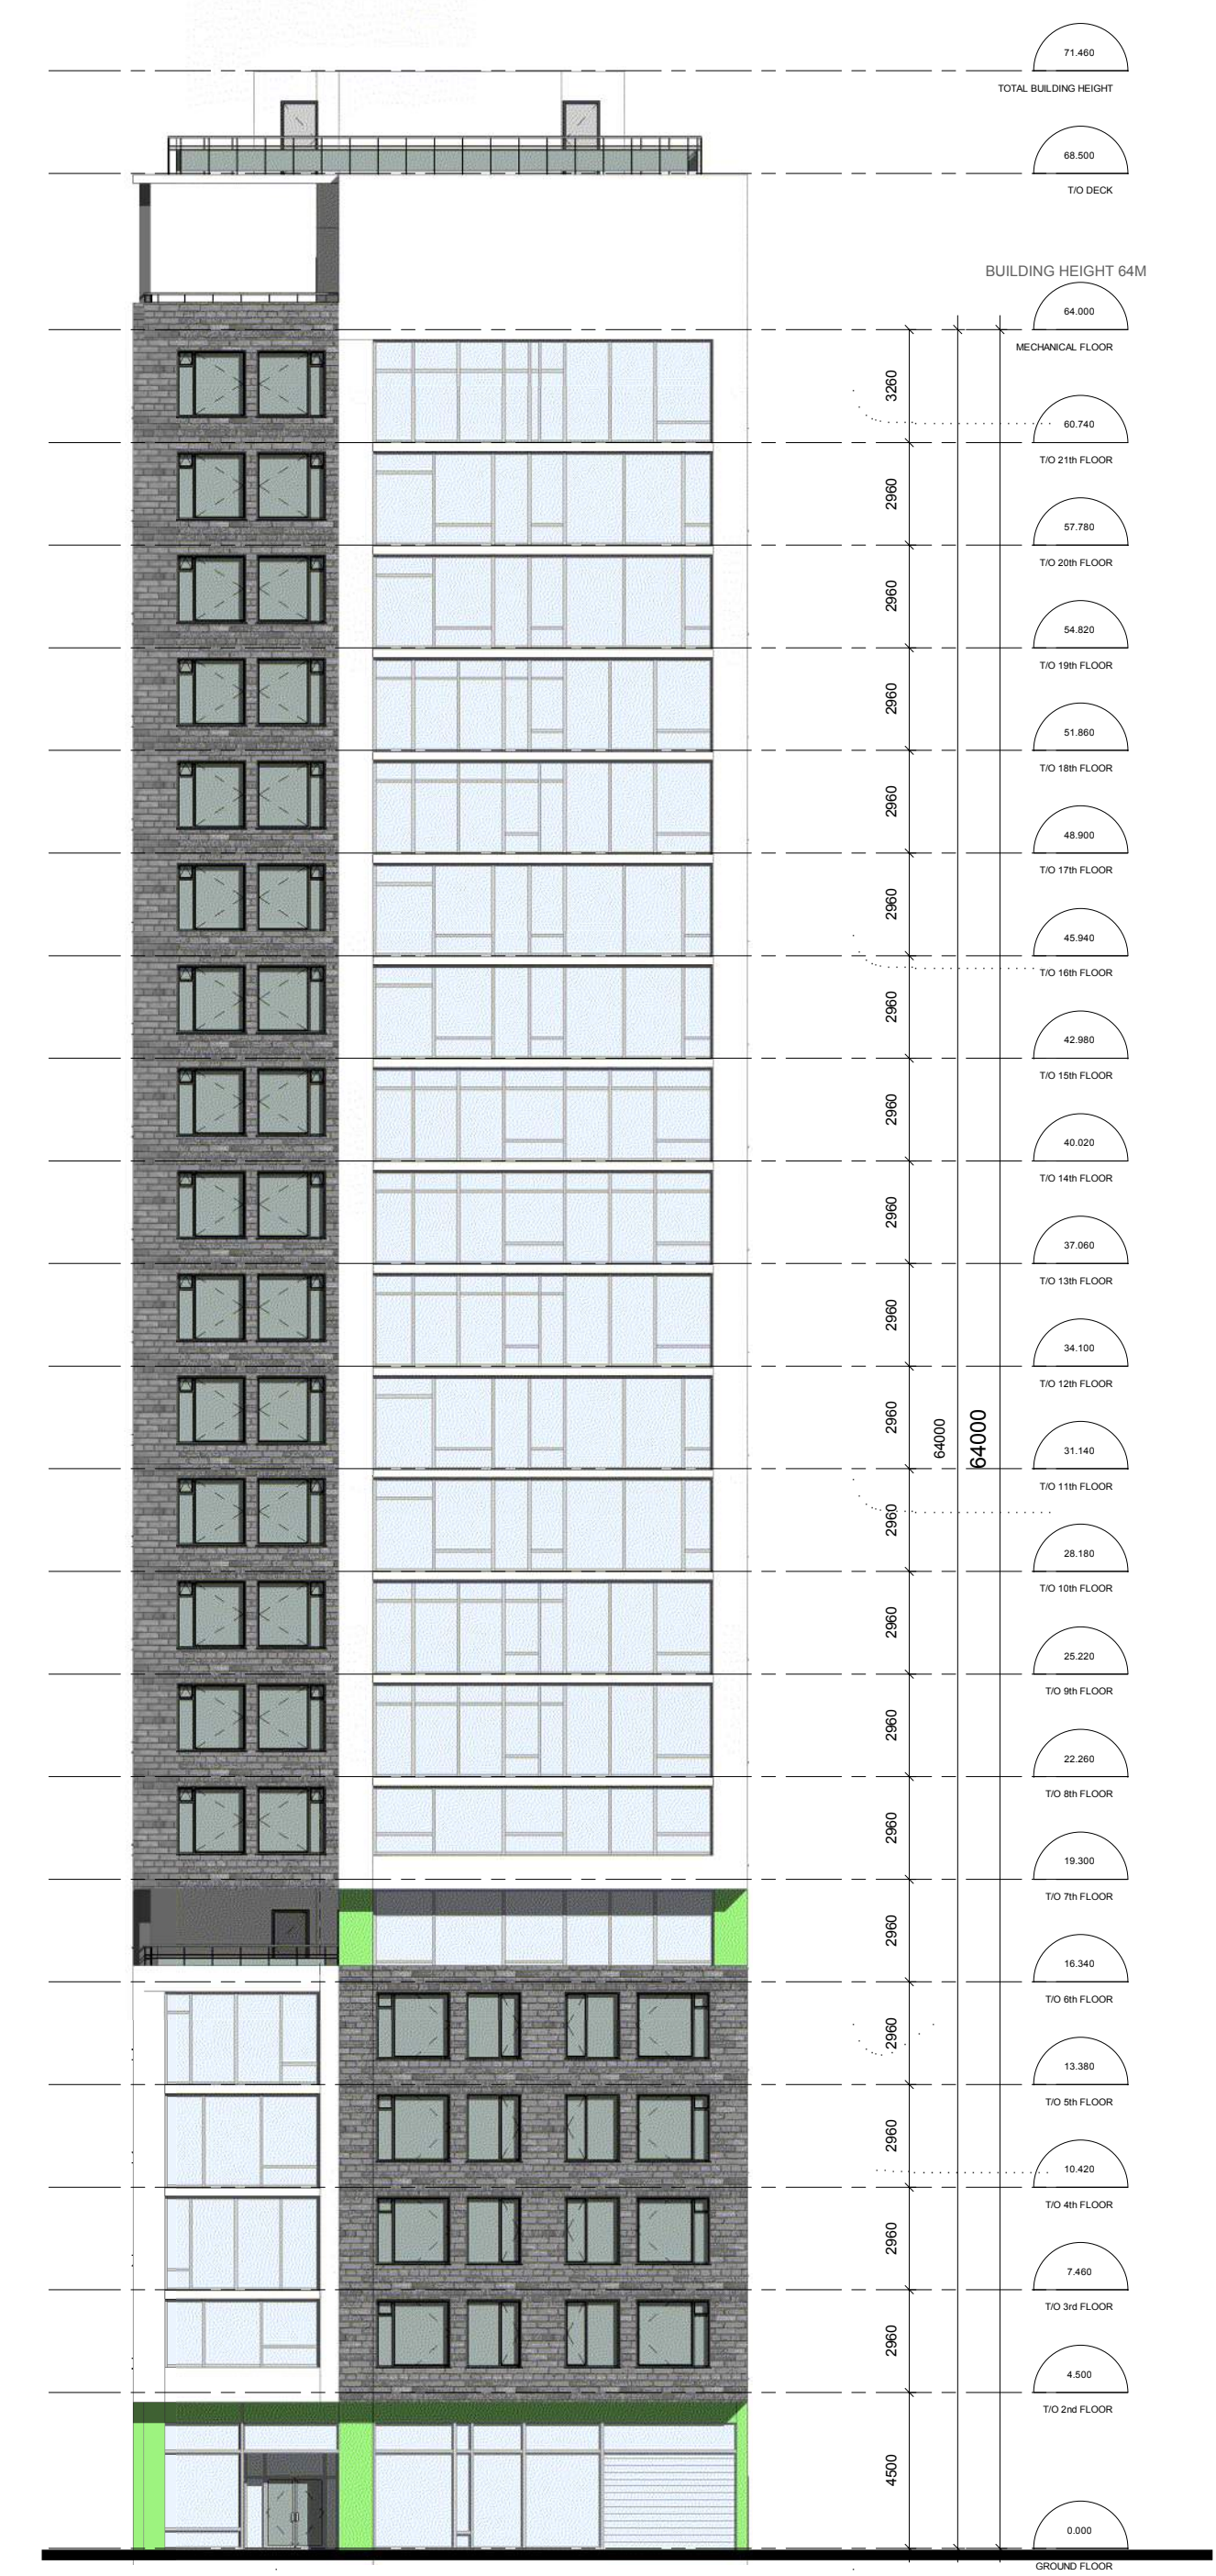 71.460
TOTAL BUILDING HEIGHT
68.500
T/O DECK
BUILDING HEIGHT 64M
64.000
MECHANICAL FLOOR
3260
60.740
T/O 21th FLOOR
2960
57.780
T/O 20th FLOOR
2960
54.820
T/O 19th FLOOR
2960
51.860
T/O 18th FLOOR
2960
48.900
T/O 17th FLOOR
2960
45.940
T/O 16th FLOOR
2960
42.980
T/O 15th FLOOR
2960
40.020
T/O 14th FLOOR
2960
37.060
T/O 13th FLOOR
2960
34.100
T/O 12th FLOOR
2960
64000
64000
31.140
T/O 11th FLOOR
2960
28.180
T/O 10th FLOOR
2960
25.220
T/O 9th FLOOR
2960
22.260
T/O 8th FLOOR
2960
19.300
T/O 7th FLOOR
2960
16.340
T/O 6th FLOOR
2960
13.380
T/O 5th FLOOR
2960
10.420
T/O 4th FLOOR
2960
7.460
T/O 3rd FLOOR
2960
4.500
T/O 2nd FLOOR
4500
0.000
GROUND FLOOR